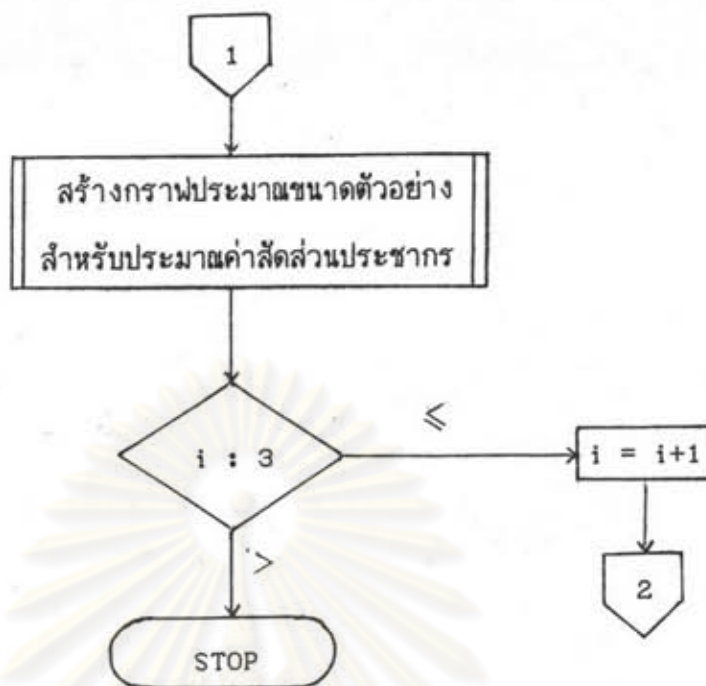 1
สร้างกราฟประมาณขนาดตัวอย่าง
สำหรับประมาณค่าสัดส่วนประชากร
≤
i : 3
i = i+1
>
2
STOP